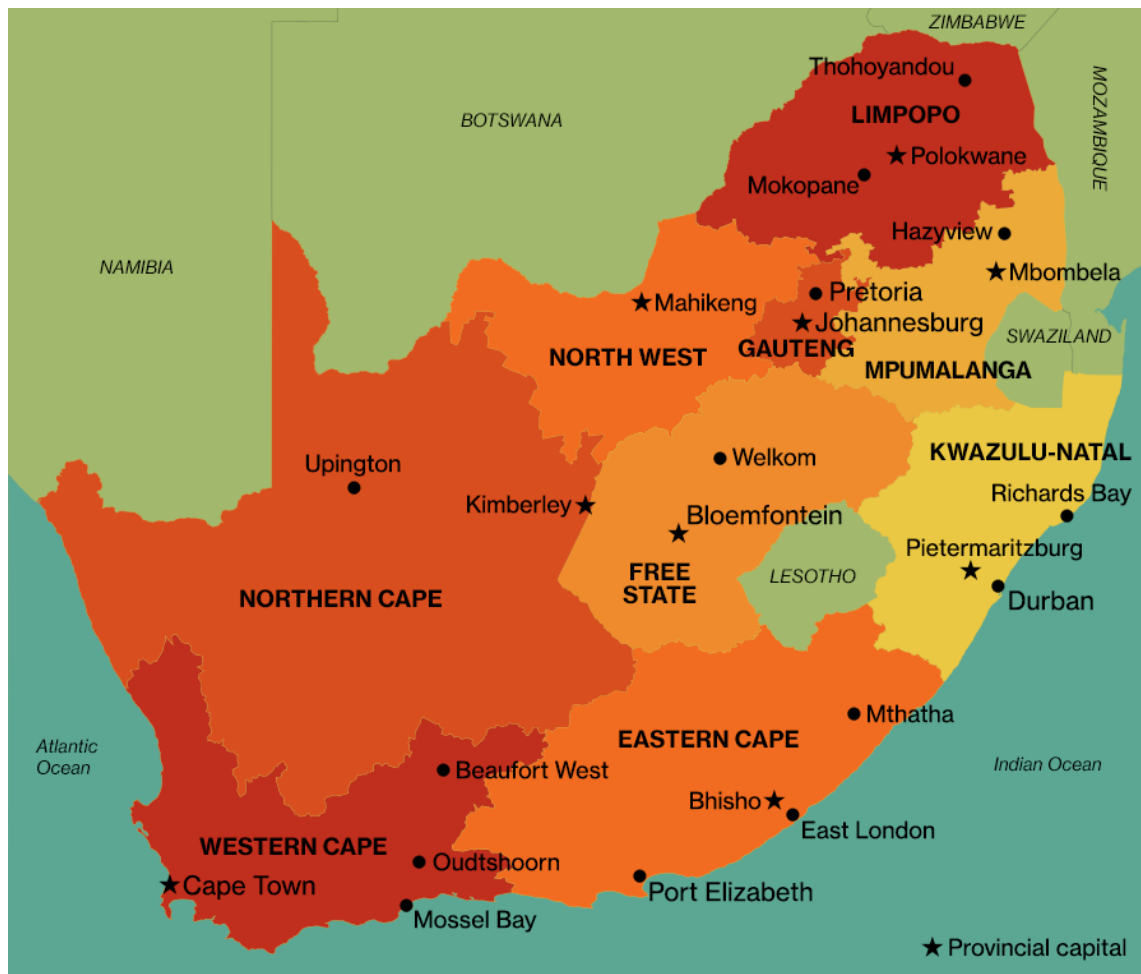 ZIMBABWE
Thohoyandou
MOZAMBIQUE
LIMPOPO
BOTSWANA
Polokwane
Mokopane
Hazyview
NAMIBIA
Mbombela
Pretoria
Mahikeng
Johannesburg
SWAZILAND
GAUTENG
NORTH WEST
MPUMALANGA
KWAZULU-NATAL
Welkom
Upington
Richards Bay
Kimberley
Bloemfontein
Pietermaritzburg
LESOTHO
FREE
STATE
NORTHERN CAPE
Durban
Mthatha
EASTERN CAPE
Atlantic
Ocean
Indian Ocean
Beaufort West
Bhisho
East London
WESTERN CAPE
Oudtshoorn
Cape Town
Port Elizabeth
Mossel Bay
★ Provincial capital